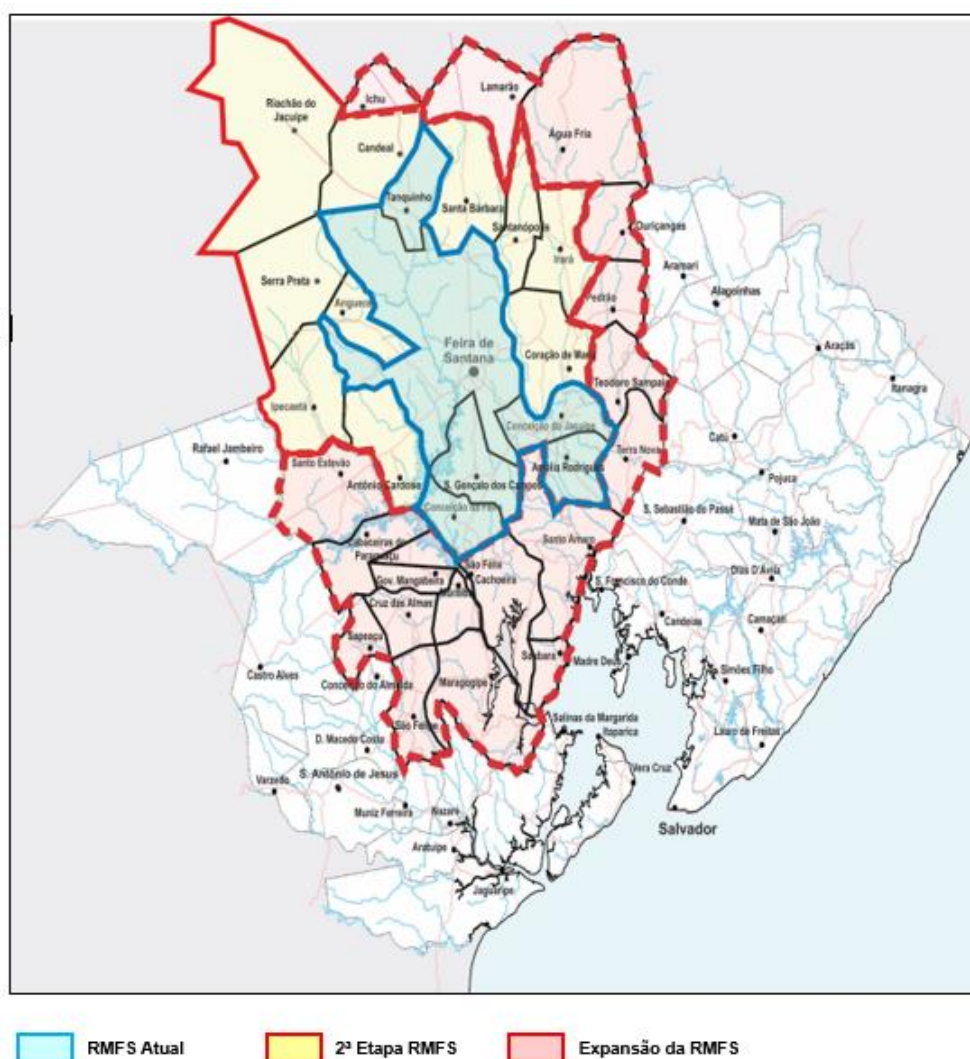 Lamarão
Ichu
Riachão do
Jacuípe
Água Fria
Candeal
Tanquinho
Santa Bárbara
Santanópolis
Ouriçangas
Irará
Aramari
Serra Preta
Alagoinhas
Pedrão
Anguera
Araçás
Feira de
Santana
Coração de Maria
Itanagra
Teodoro Sampaio
Ipecaetá
Conceição do Jacuípe
Catú
Rafael Jambeiro
Terra Nova
Santo Estevão
Amélia Rodrigues
Pojuca
Antônio Cardoso
S. Gonçalo dos Campos
S. Sebastião do Passé
Conceição da Feira
Mata de São João
Cabaceiras do
Paraguaçu
Santo Amaro
São Félix
Dias D'Ávila
Gov. Mangabeira
Cachoeira
S. Francisco do Conde
Muritiba
Cruz das Almas
Candeias
Camaçari
Sapeaçu
Saubara
Madre Deus
Castro Alves
Simões Filho
Conceição do Almeida
Maragogipe
São Felipe
Salinas da Margarida
Itaparica
Lauro de Freitas
D. Macedo Costa
S. Antônio de Jesus
Vera Cruz
Varzedo
Muniz Ferreira
Nazaré
Salvador
Aratuípe
Jaguaripe
RMFS Atual
2ª Etapa RMFS
Expansão da RMFS